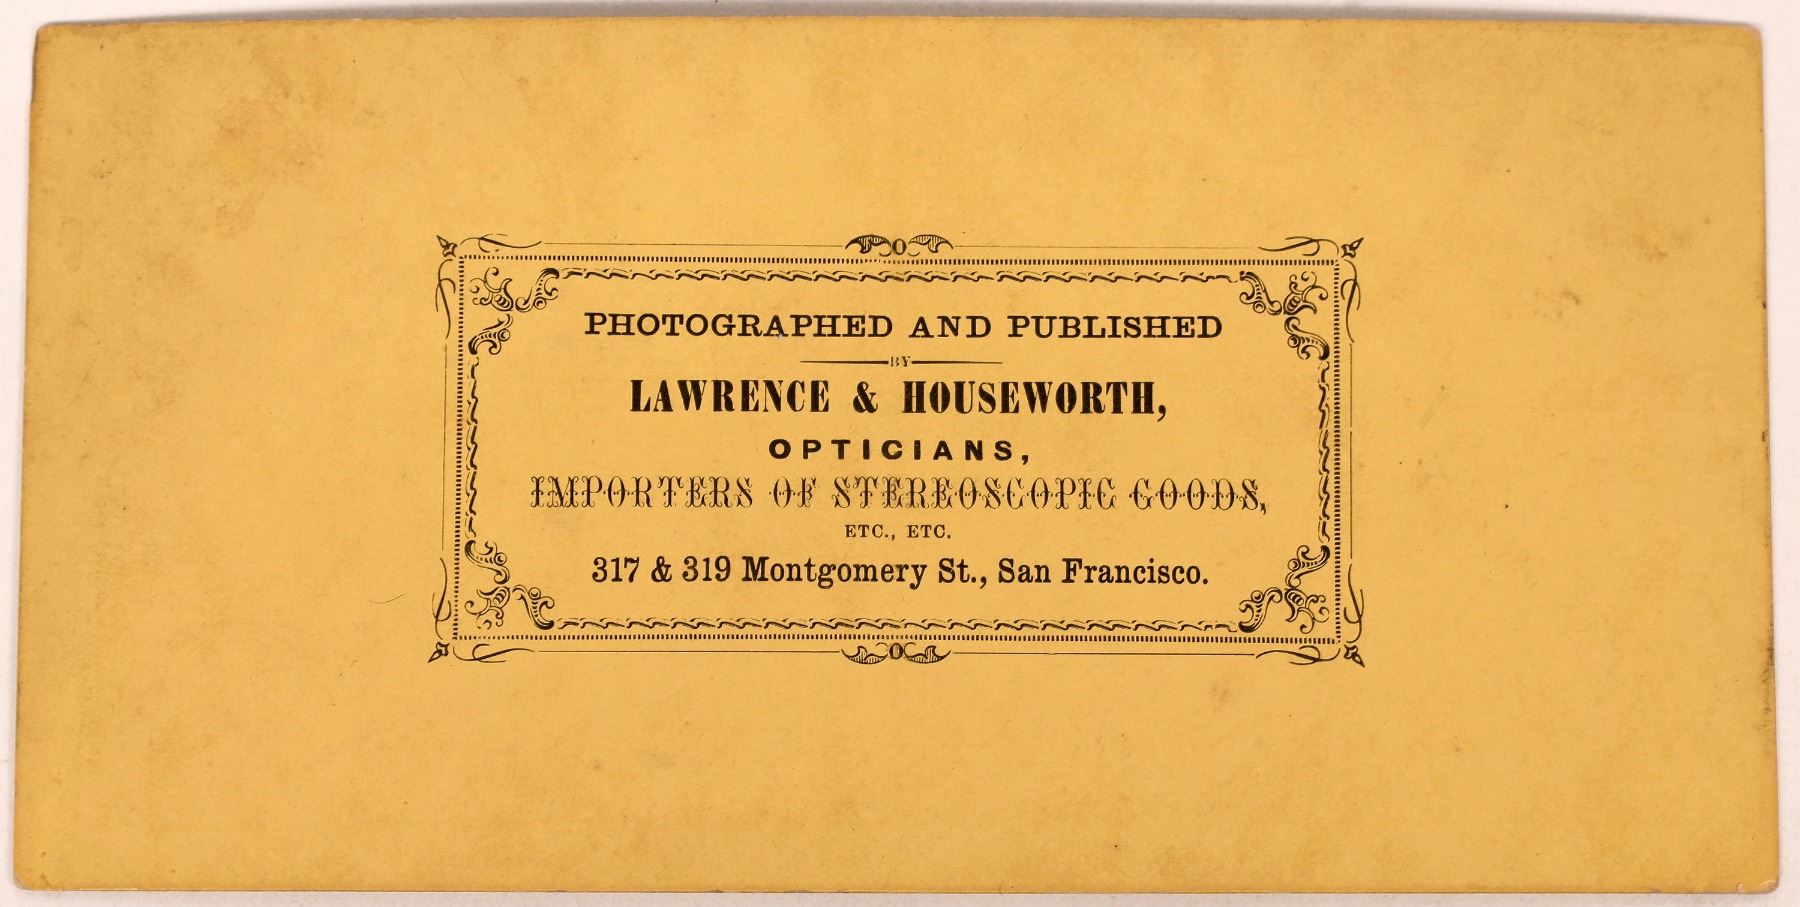 PHOTOGRAPHED AND PUBLISHED
BY
LAWRENCE & HOUSEWORTH,
OPTICIANS,
IMPORTERS OF STEREOSCOPIC GOODS,
ETC., ETC.
317 & 319 Montgomery St., San Francisco.